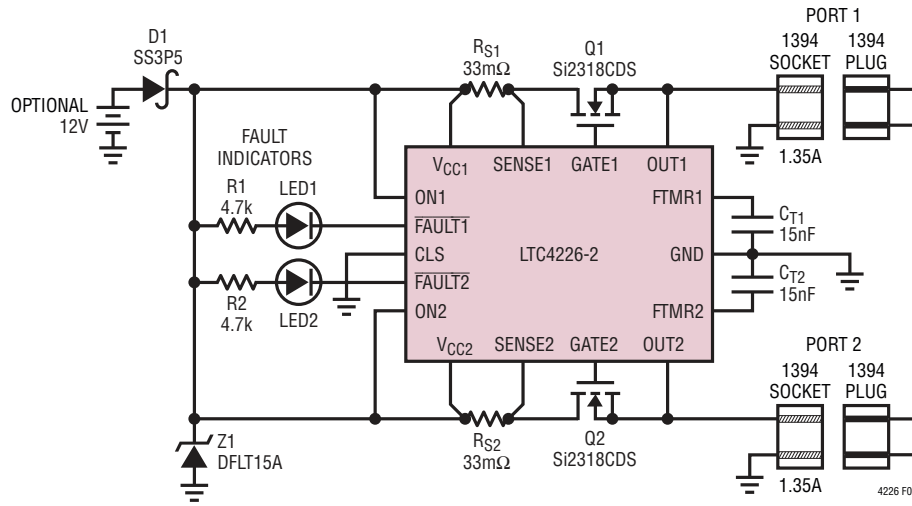 PORT 1
D1
SS3P5
RS1
33mΩ
Q1
Si2318CDS
1394
SOCKET
1394
PLUG
OPTIONAL
12V
1.35A
FAULT
INDICATORS
R1
4.7k
LED1
VCC1
SENSE1
GATE1
OUT1
ON1
FTMR1
FAULT1
CT1
15nF
CLS
LTC4226-2
GND
FAULT2
CT2
15nF
R2
4.7k
LED2
ON2
FTMR2
VCC2
SENSE2
GATE2
OUT2
PORT 2
1394
SOCKET
1394
PLUG
Z1
DFLT15A
RS2
33mΩ
Q2
Si2318CDS
1.35A
4226 F0